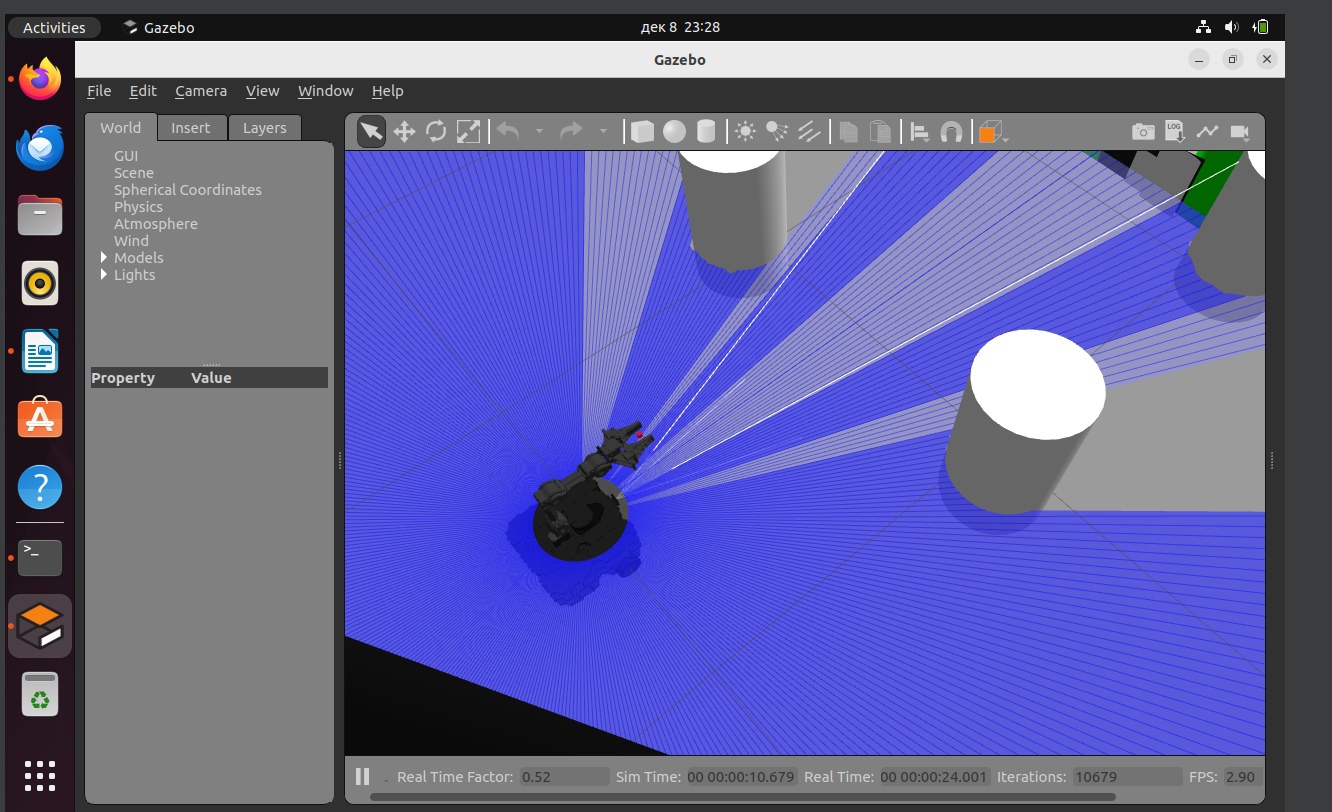 Activities Gazebo дек 8 23:28
Gazebo
File Edit Camera View Window Help
World Insert Layers
GUI
Scene
Spherical Coordinates
Physics
Atmosphere
Wind
Models
Lights
Property Value
LOG
Real Time Factor: 0.52 Sim Time: 00 00:00:10.679 Real Time: 00 00:00:24.001 Iterations: 10679 FPS: 2.90